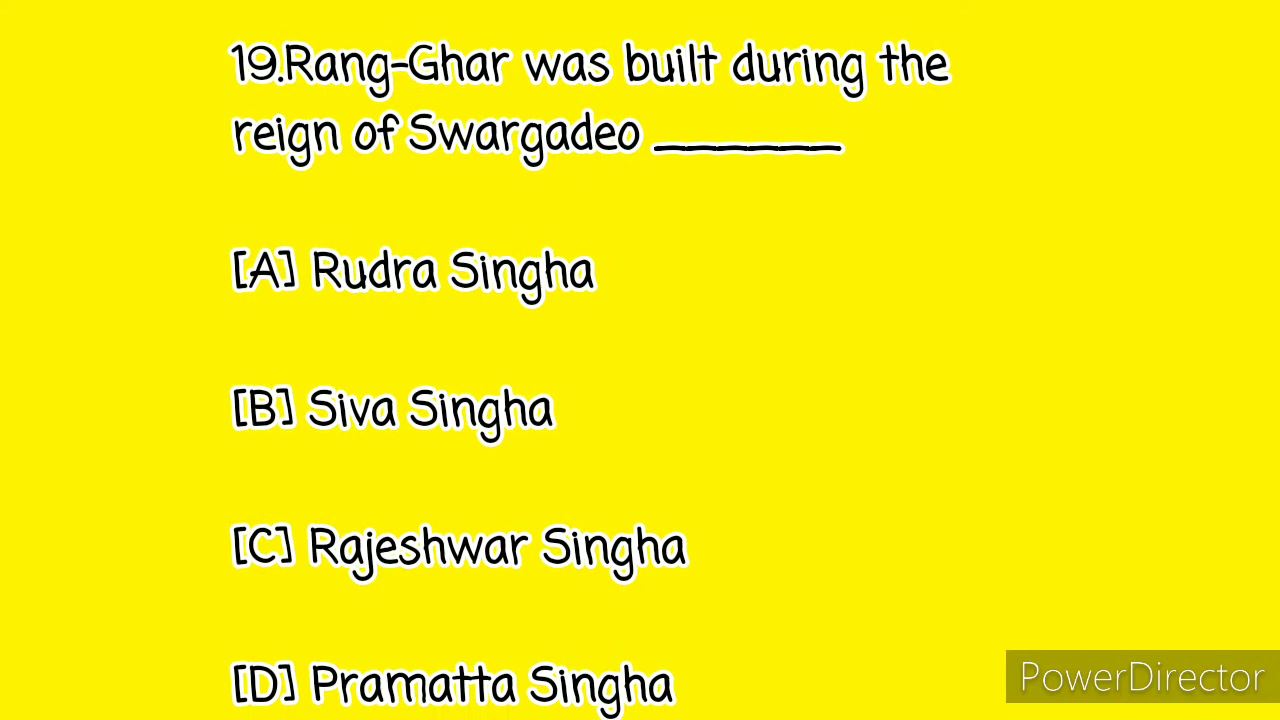 19.Rang-Ghar was built during the
reign of Swargadeo ______
[A] Rudra Singha
[B] Siva Singha
[C] Rajeshwar Singha
[D] Pramatta Singha
PowerDirector